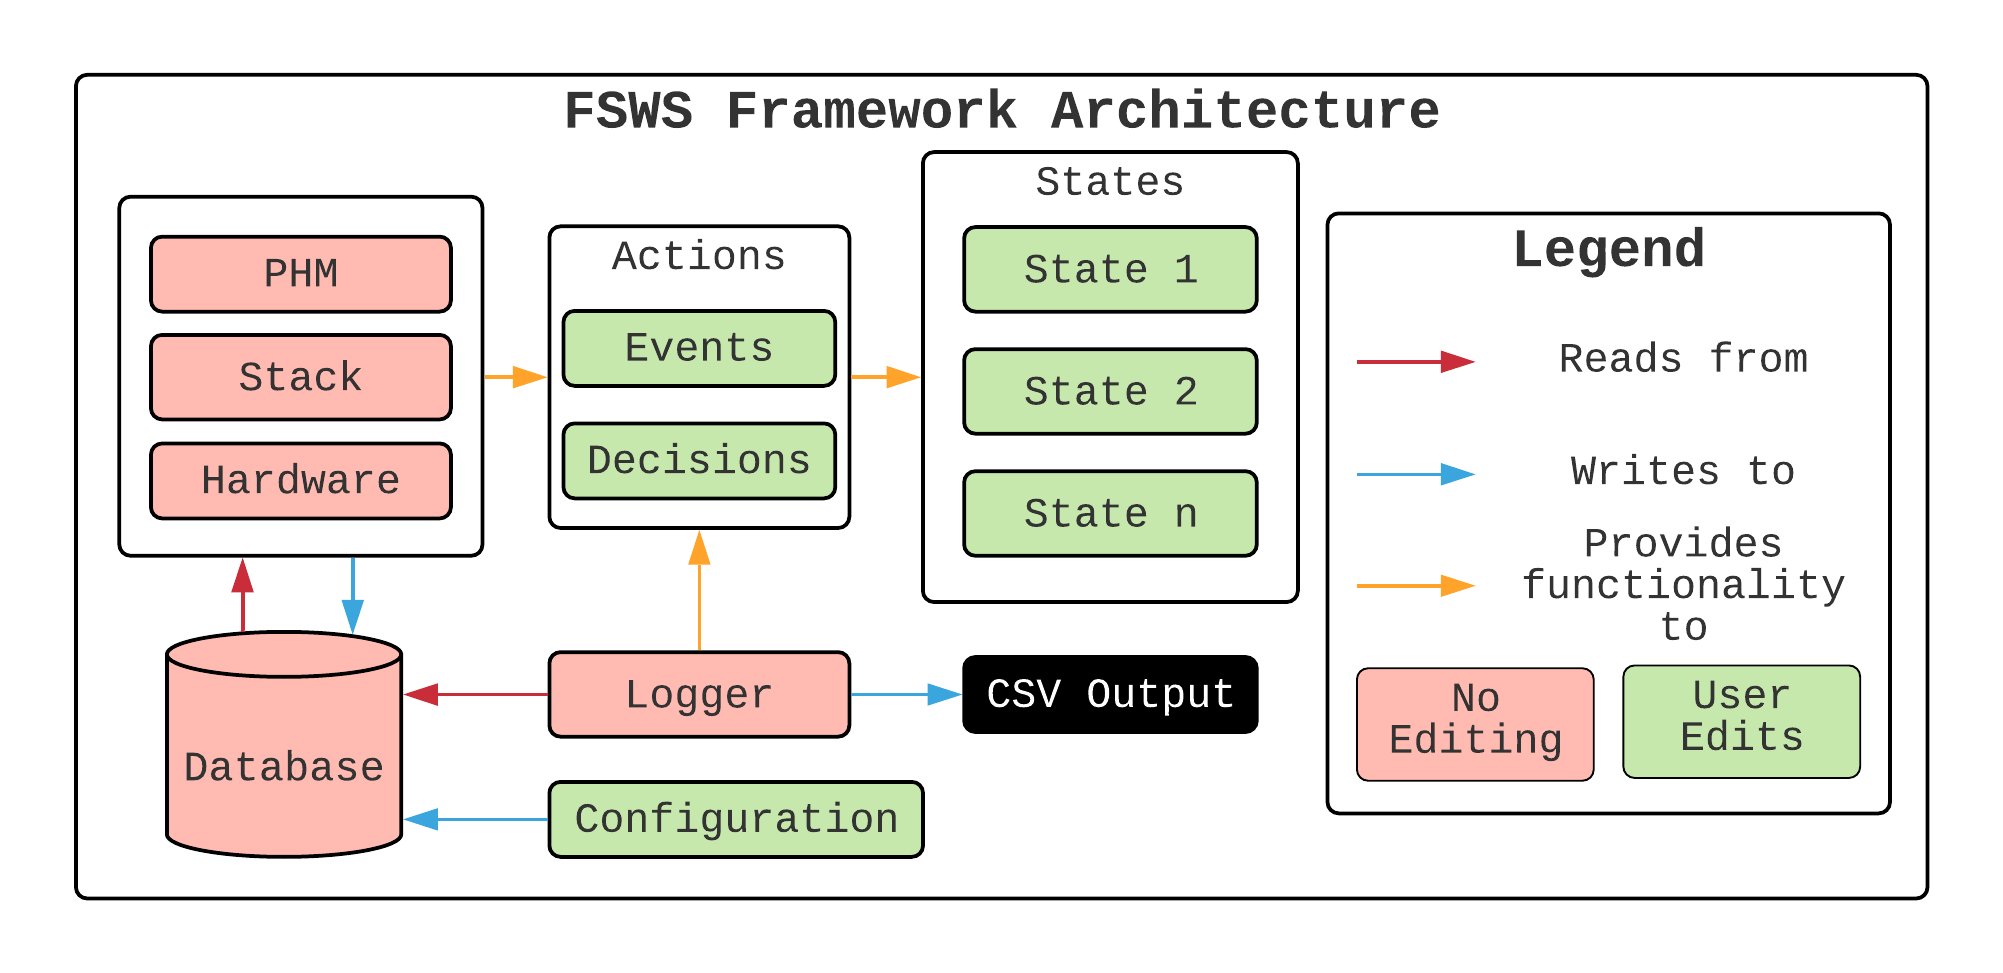 FSWS Framework Architecture
PHM
Stack
Hardware
Actions
Events
Decisions
States
State 1
State 2
State n
Database
Logger
CSV Output
Configuration
Legend
Reads from
Writes to
Provides
functionality
to
No
Editing
User
Edits